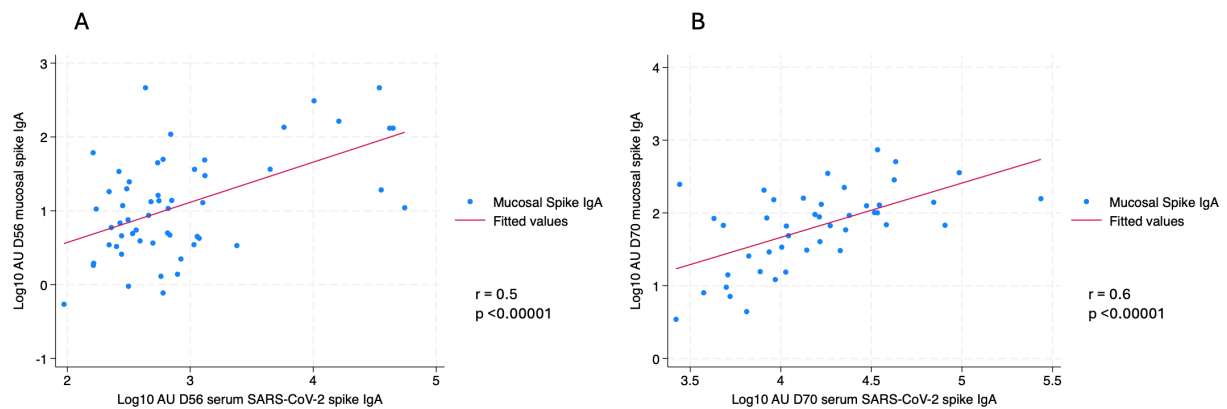 A
Log10 AU D56 mucosal spike IgA
3
2
1
0
-1
2
3
4
5
Log10 AU D56 serum SARS-CoV-2 spike IgA
Mucosal Spike IgA
Fitted values
r = 0.5
p <0.00001
B
Log10 AU D70 mucosal spike IgA
4
3
2
1
0
3.5
4
4.5
5
5.5
Log10 AU D70 serum SARS-CoV-2 spike IgA
Mucosal Spike IgA
Fitted values
r = 0.6
p <0.00001